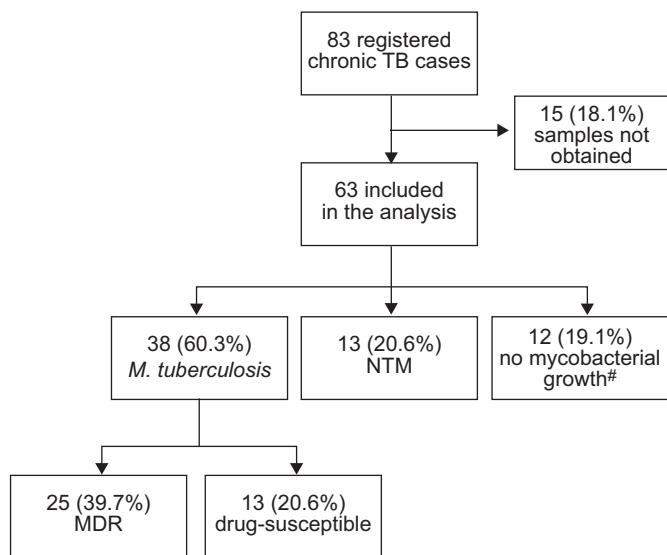 83 registered
chronic TB cases
15 (18.1%)
samples not
obtained
63 included
in the analysis
38 (60.3%)
M. tuberculosis
13 (20.6%)
NTM
12 (19.1%)
no mycobacterial
growth#
25 (39.7%)
MDR
13 (20.6%)
drug-susceptible